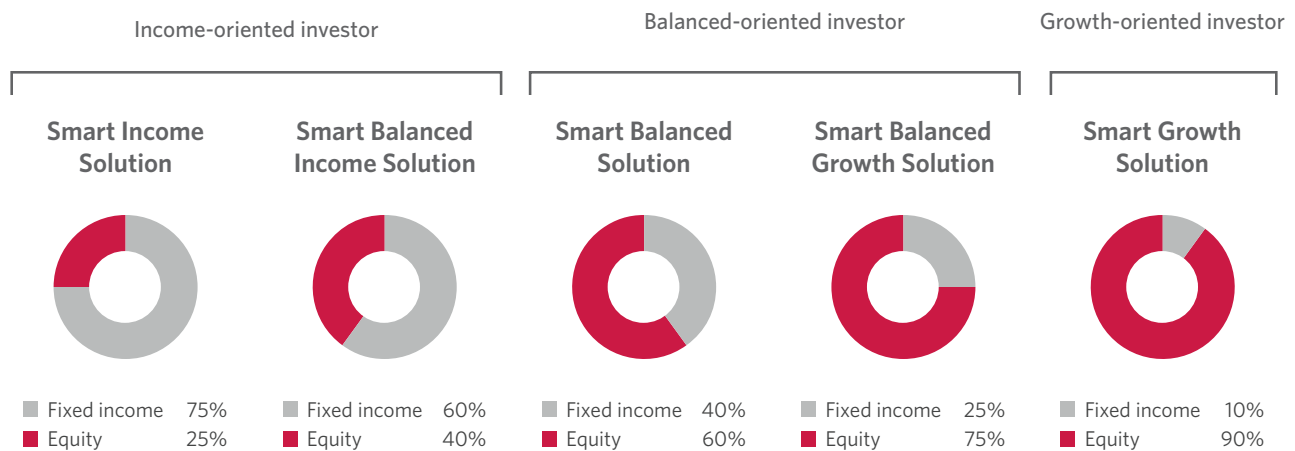 Income-oriented investor
Balanced-oriented investor
Growth-oriented investor
Smart Income
Solution
Smart Balanced
Income Solution
Smart Balanced
Solution
Smart Balanced
Growth Solution
Smart Growth
Solution
Fixed income 75%
Equity 25%
Fixed income 60%
Equity 40%
Fixed income 40%
Equity 60%
Fixed income 25%
Equity 75%
Fixed income 10%
Equity 90%